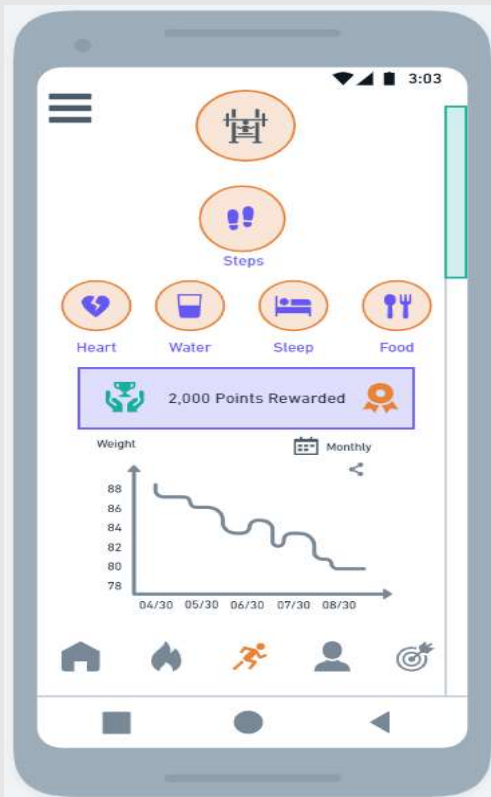 3:03
Steps
Heart Water Sleep Food
2,000 Points Rewarded
Weight Monthly
88
86
84
82
80
78
04/30 05/30 06/30 07/30 08/30